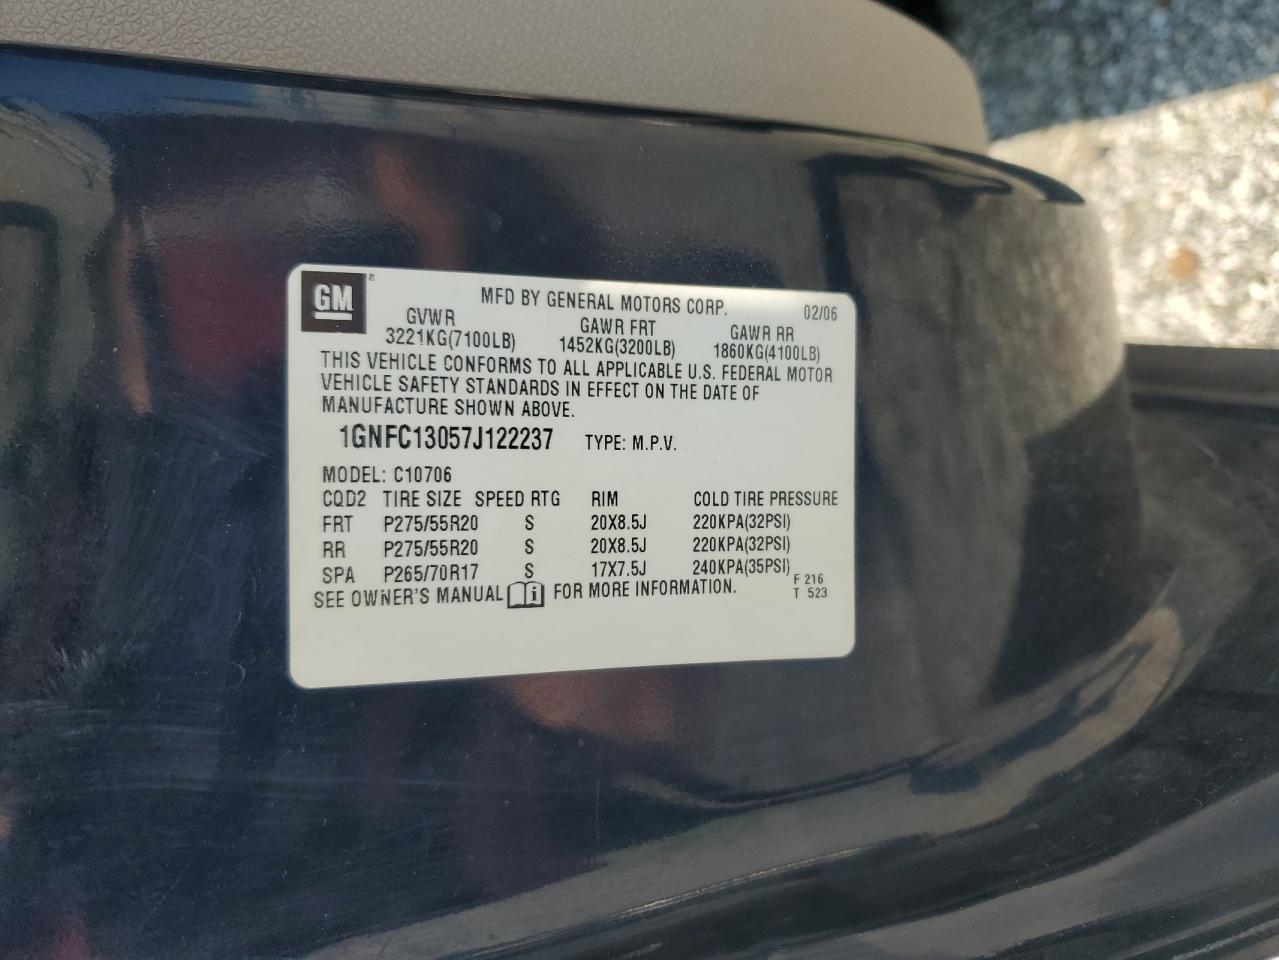 GM ® MFD BY GENERAL MOTORS CORP. 02/06
GVWR GAWR FRT GAWR RR
3221KG(7100LB) 1452KG(3200LB) 1860KG(4100LB)
THIS VEHICLE CONFORMS TO ALL APPLICABLE U.S. FEDERAL MOTOR
VEHICLE SAFETY STANDARDS IN EFFECT ON THE DATE OF
MANUFACTURE SHOWN ABOVE.
1GNFC13057J122237 TYPE: M.P.V.
MODEL: C10706
CQD2 TIRE SIZE SPEED RTG RIM COLD TIRE PRESSURE
FRT P275/55R20 S 20X8.5J 220KPA(32PSI)
RR P275/55R20 S 20X8.5J 220KPA(32PSI)
SPA P265/70R17 S 17X7.5J 240KPA(35PSI)
SEE OWNER'S MANUAL i FOR MORE INFORMATION.
F 216
T 523